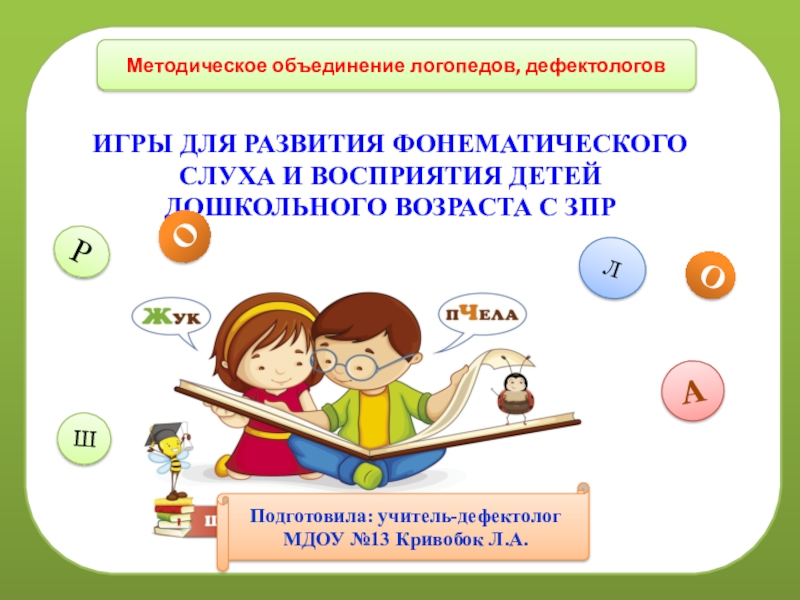 Методическое объединение логопедов, дефектологов
ИГРЫ ДЛЯ РАЗВИТИЯ ФОНЕМАТИЧЕСКОГО
СЛУХА И ВОСПРИЯТИЯ ДЕТЕЙ
ДОШКОЛЬНОГО ВОЗРАСТА С ЗПР
Р
О
Л
О
ЖУК
пЧЕЛА
А
Ш
Подготовила: учитель-дефектолог
МДОУ №13 Кривобок Л.А.